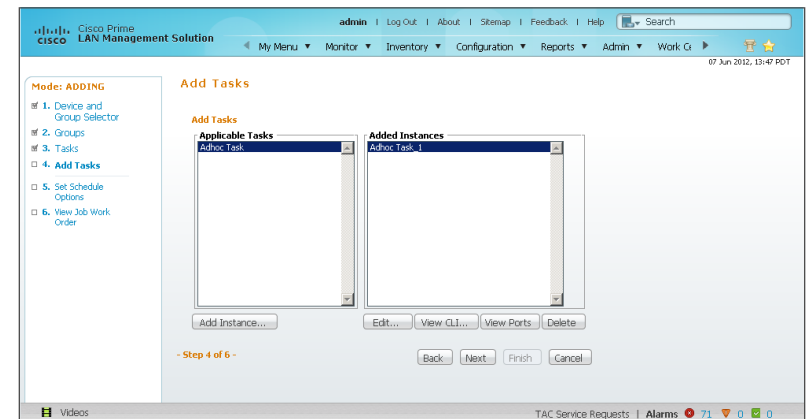 admin | Log Out | About | Sitemap | Feedback | Help Search
cisco Cisco Prime
LAN Management Solution
My Menu Monitor Inventory Configuration Reports Admin Work Ce
07 Jun 2012, 13:47 PDT
Mode: ADDING
1. Device and
Group Selector
2. Groups
3. Tasks
4. Add Tasks
5. Set Schedule
Options
6. View Job Work
Order
Add Tasks
Add Tasks
Applicable Tasks
Adhoc Task
Added Instances
Adhoc Task_1
Add Instance...
Edit... View CLI... View Ports Delete
- Step 4 of 6 -
Back Next Finish Cancel
Videos
TAC Service Requests | Alarms 71 0 0